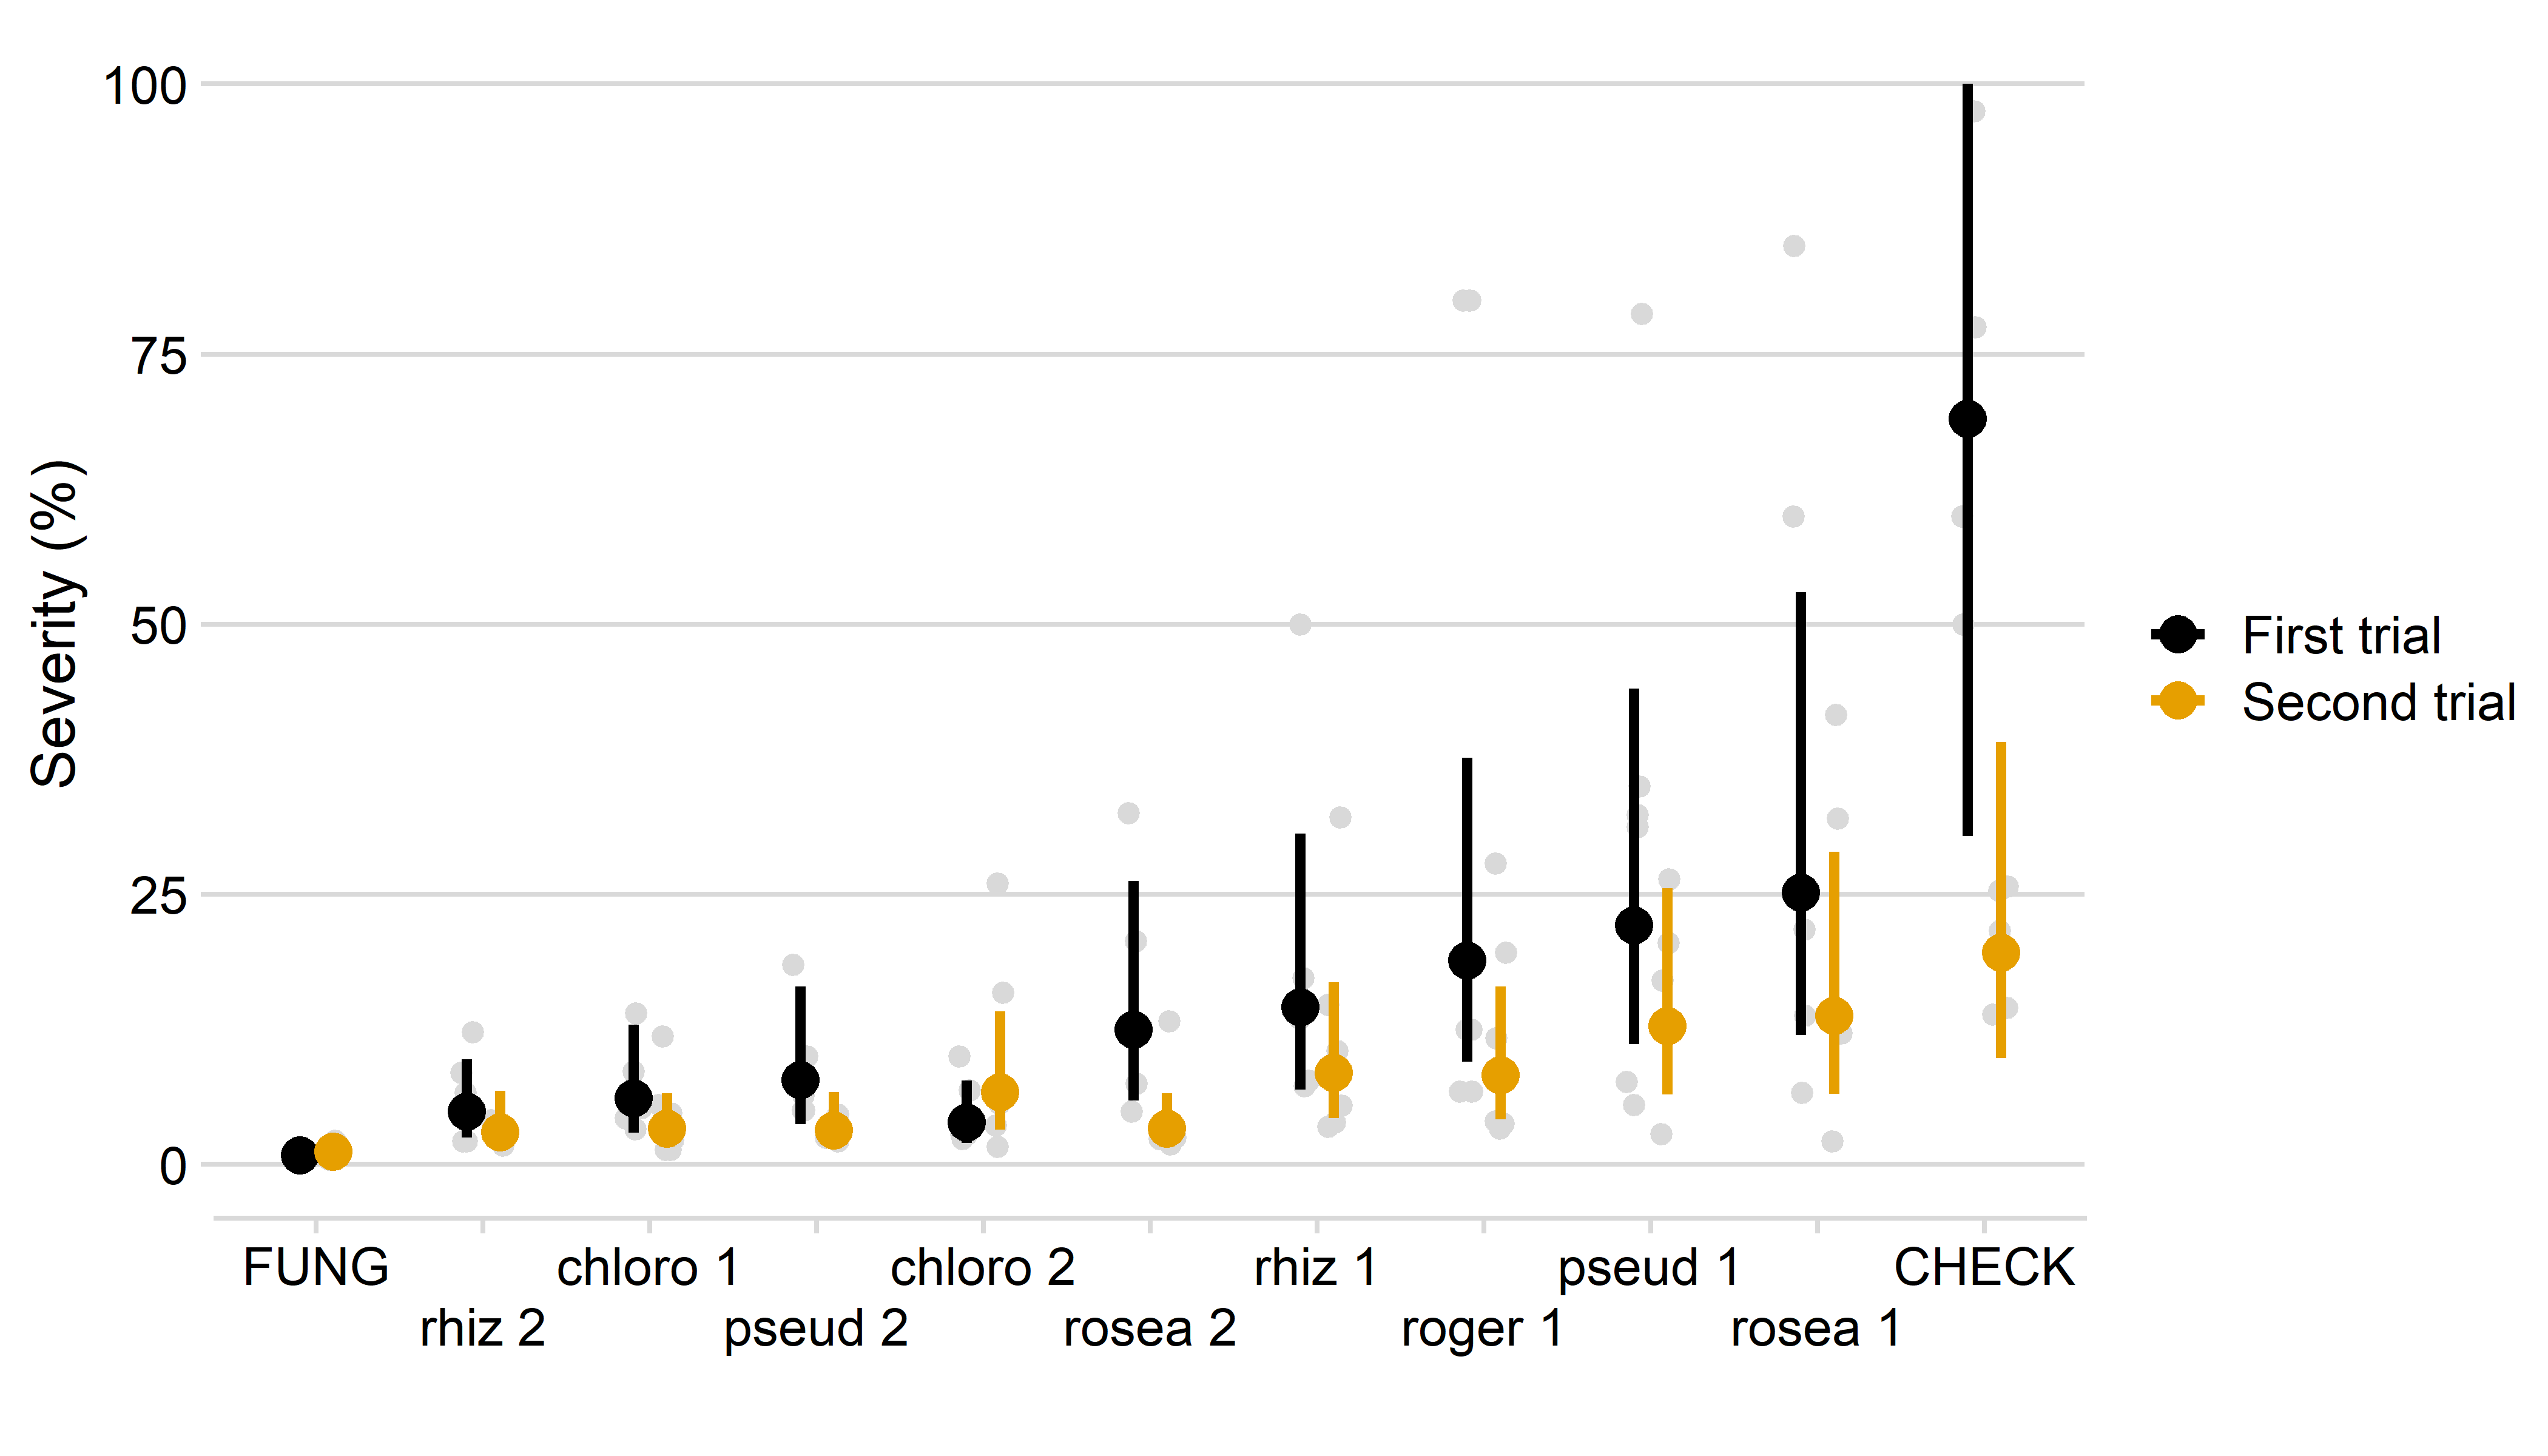 Severity (%)
100
75
50
25
0
FUNG
rhiz 2
chloro 1
pseud 2
chloro 2
rosea 2
rhiz 1
roger 1
pseud 1
rosea 1
CHECK
First trial
Second trial